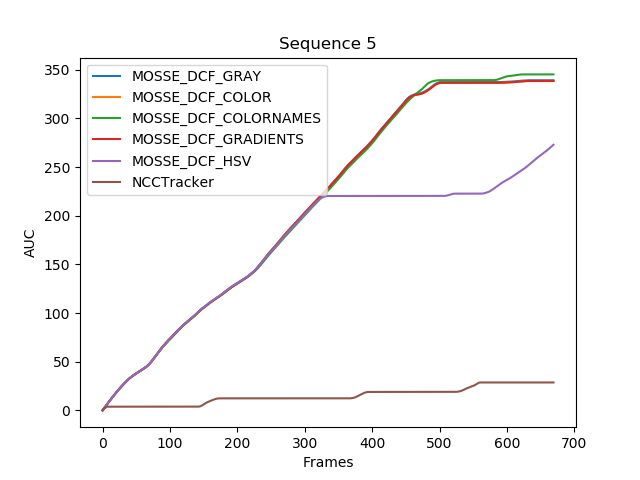 Sequence 5
350
300
250
200
150
100
50
0
AUC
MOSSE_DCF_GRAY
MOSSE_DCF_COLOR
MOSSE_DCF_COLORNAMES
MOSSE_DCF_GRADIENTS
MOSSE_DCF_HSV
NCCTracker
0 100 200 300 400 500 600 700
Frames